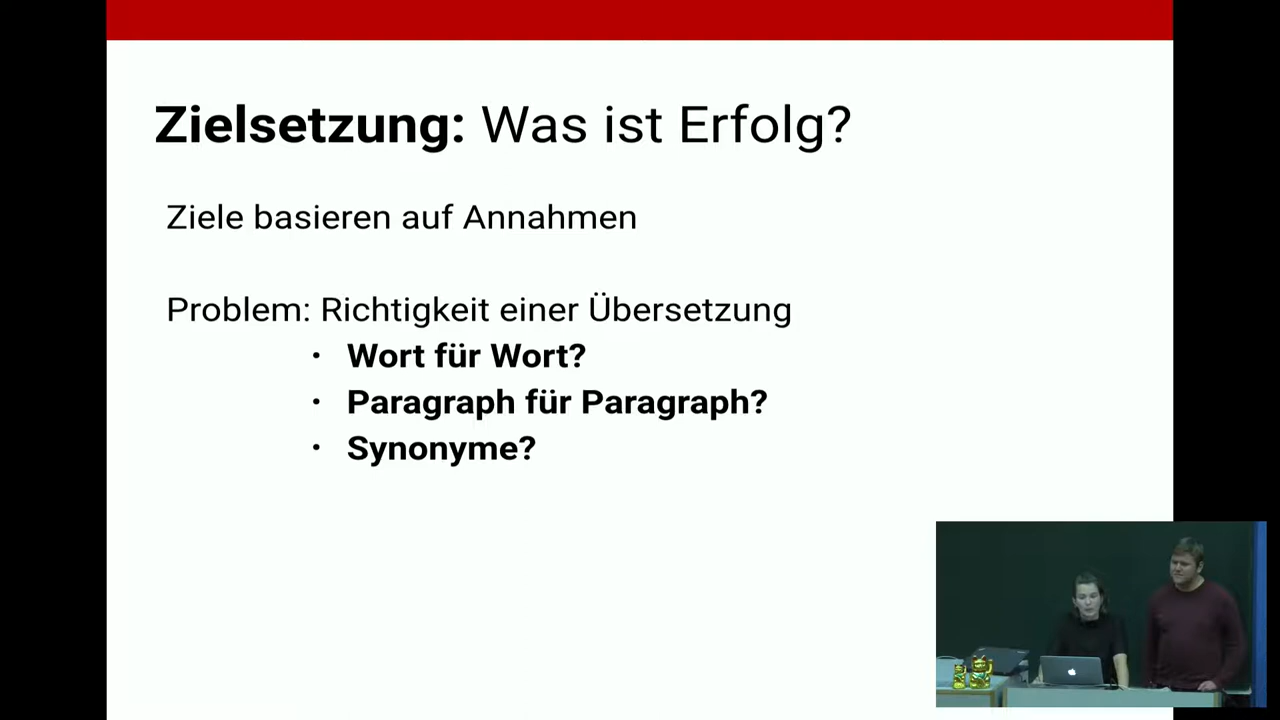 Zielsetzung: Was ist Erfolg?
Ziele basieren auf Annahmen
Problem: Richtigkeit einer Übersetzung
• Wort für Wort?
• Paragraph für Paragraph?
• Synonyme?